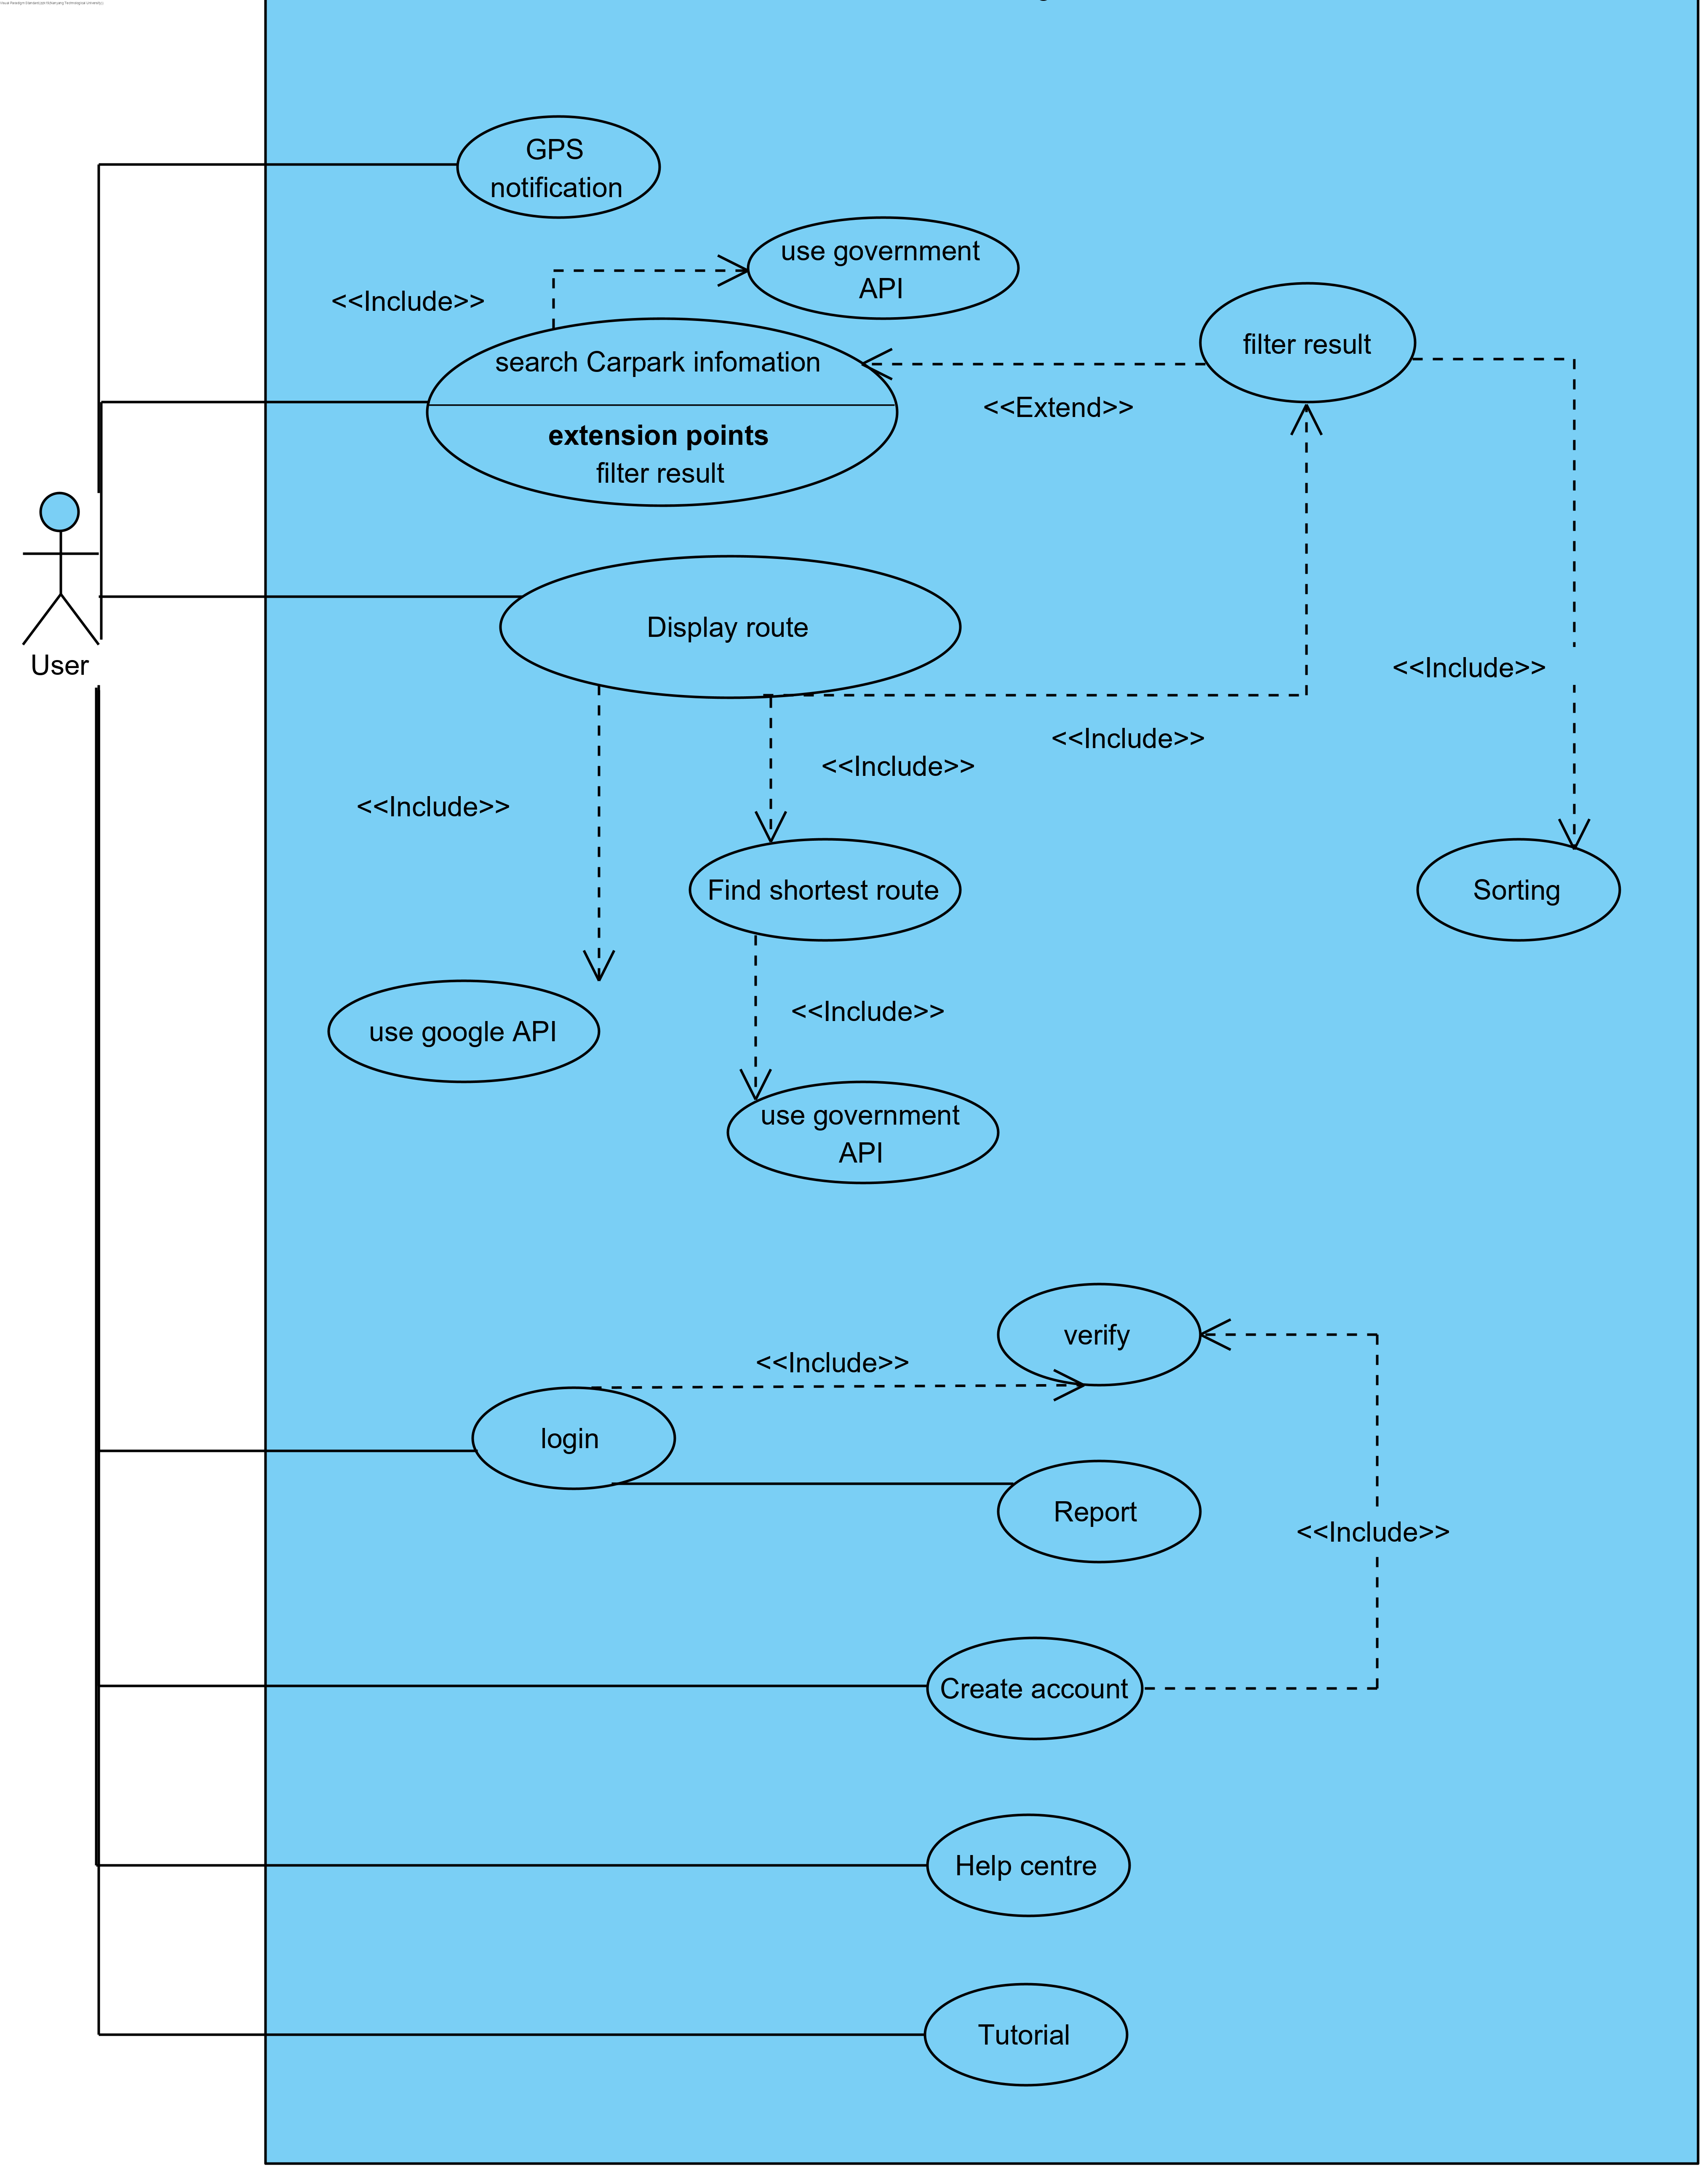 GPS
notification
use government
API
<<Include>>
filter result
search Carpark infomation
<<Extend>>
extension points
filter result
Display route
User
<<Include>>
<<Include>>
<<Include>>
<<Include>>
Find shortest route
Sorting
<<Include>>
use google API
use government
API
verify
<<Include>>
login
Report
<<Include>>
Create account
Help centre
Tutorial